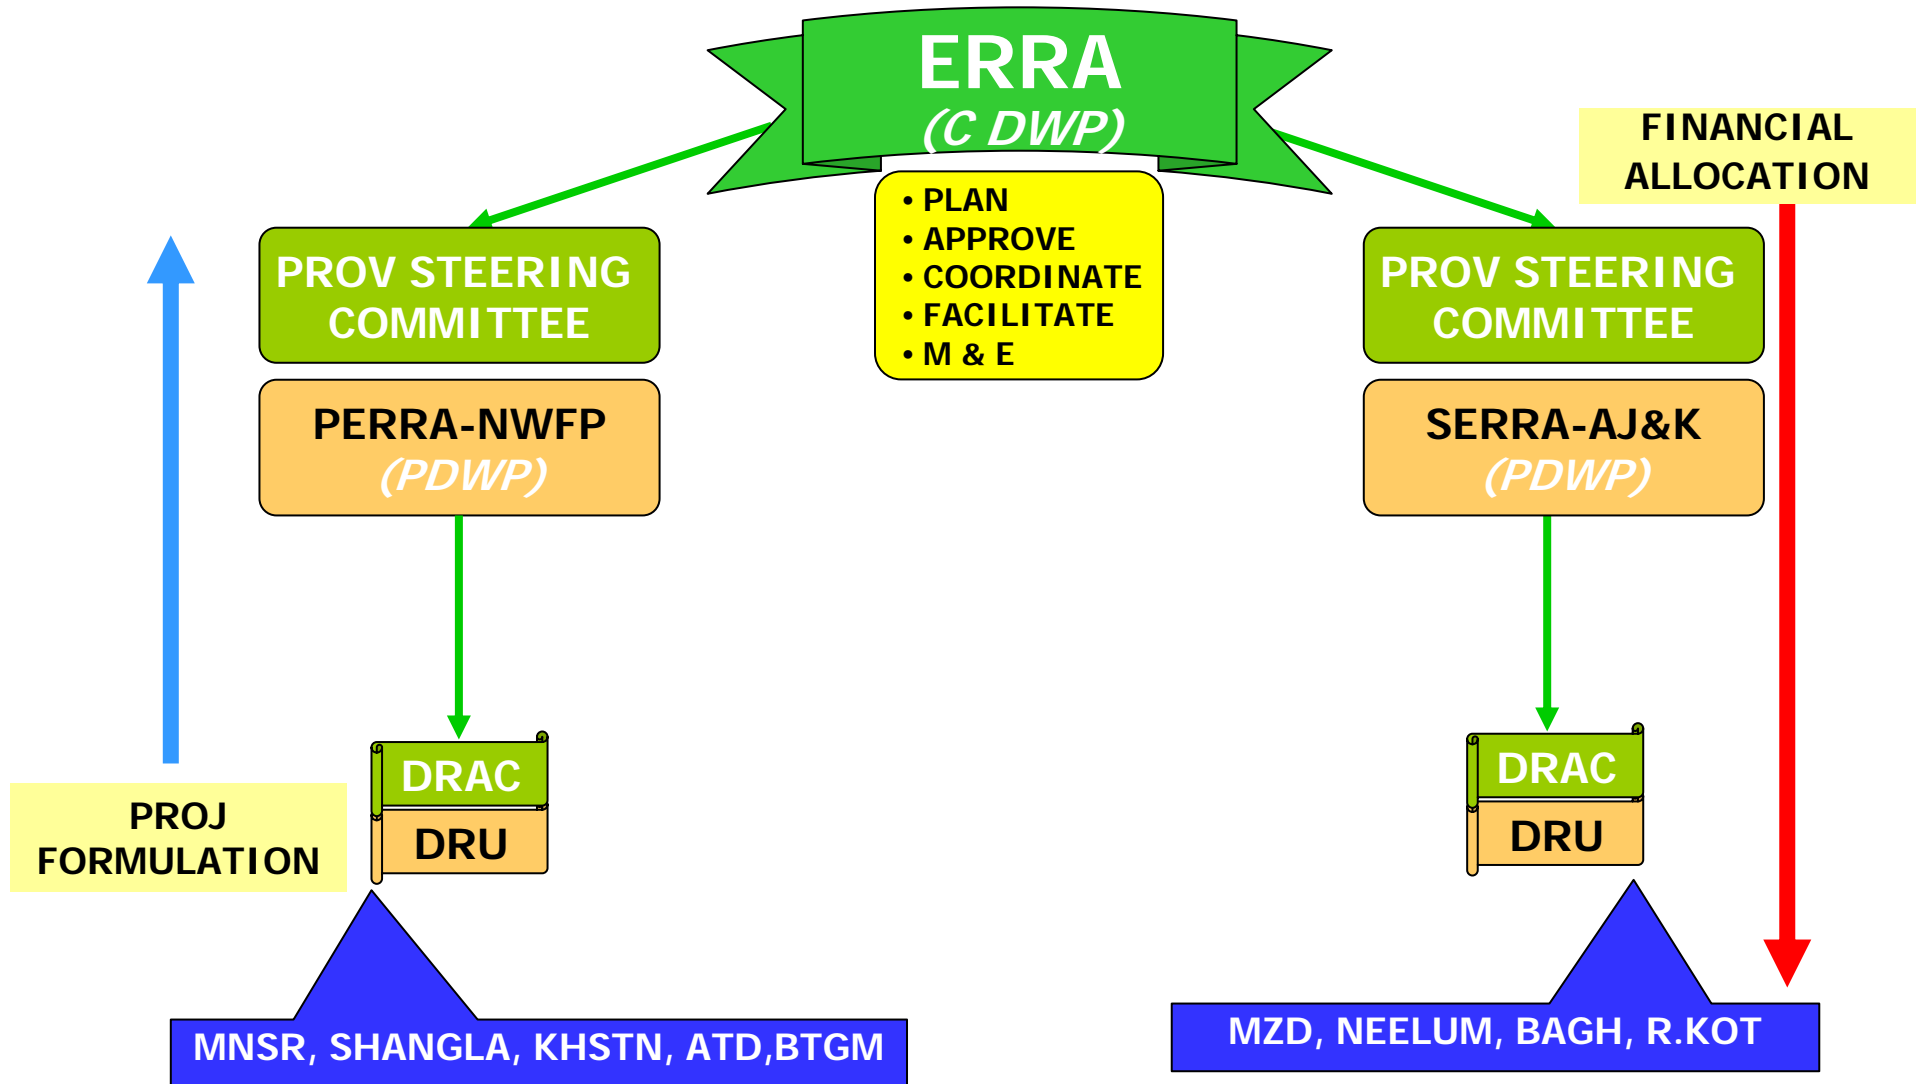 ERRA
(C DWP)
FINANCIAL
ALLOCATION
• PLAN
• APPROVE
• COORDINATE
• FACILITATE
• M & E
PROV STEERING
COMMITTEE
PROV STEERING
COMMITTEE
PERRA-NWFP
(PDWP)
SERRA-AJ&K
(PDWP)
DRAC
DRU
DRAC
DRU
PROJ
FORMULATION
MNSR, SHANGLA, KHSTN, ATD,BTGM
MZD, NEELUM, BAGH, R.KOT